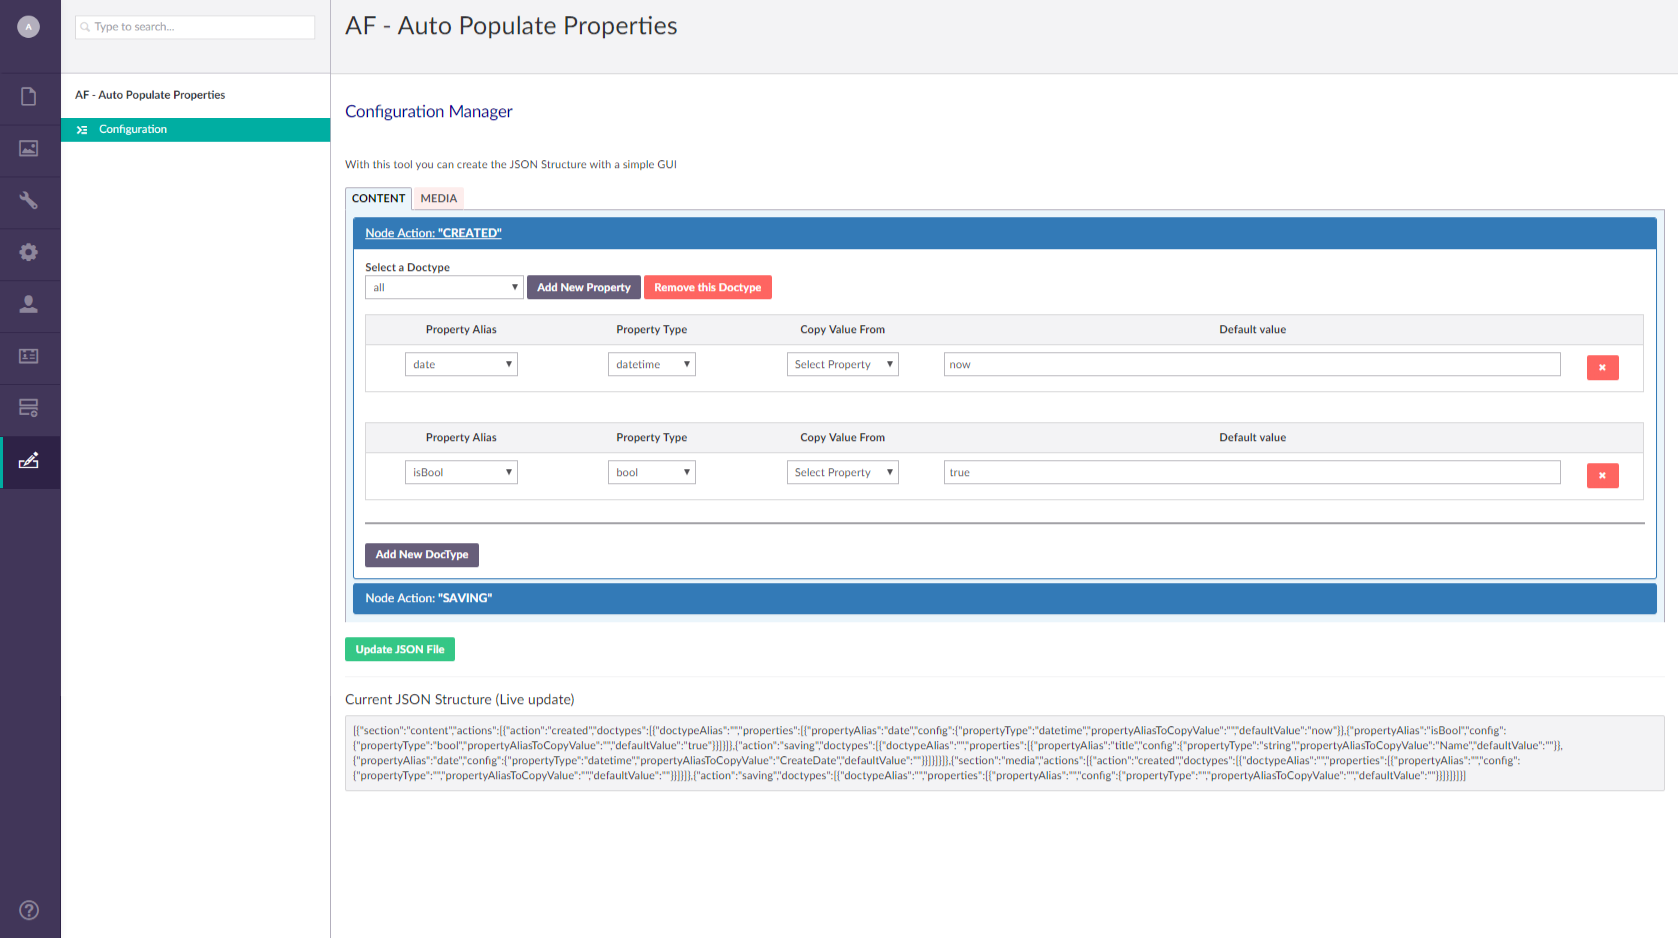 A
Type to search...
AF - Auto Populate Properties
AF - Auto Populate Properties
Configuration
Configuration Manager
With this tool you can create the JSON Structure with a simple GUI
CONTENT MEDIA
Node Action: "CREATED"
Select a Doctype
all Add New Property Remove this Doctype
Property Alias Property Type Copy Value From Default value
date datetime Select Property now
Property Alias Property Type Copy Value From Default value
isBool bool Select Property true
Add New DocType
Node Action: "SAVING"
Update JSON File
Current JSON Structure (Live update)
[{"section":"content","actions":[{"action":"created","doctypes":[{"doctypeAlias":"","properties":[{"propertyAlias":"date","config":{"propertyType":"datetime","propertyAliasToCopyValue":"","defaultValue":"now"}},{"propertyAlias":"isBool","config":
{"propertyType":"bool","propertyAliasToCopyValue":"","defaultValue":"true"}}]}]},{"action":"saving","doctypes":[{"doctypeAlias":"","properties":[{"propertyAlias":"title","config":{"propertyType":"string","propertyAliasToCopyValue":"Name","defaultValue":""}},
{"propertyAlias":"date","config":{"propertyType":"datetime","propertyAliasToCopyValue":"CreateDate","defaultValue":""}}]}]}]},{"section":"media","actions":[{"action":"created","doctypes":[{"doctypeAlias":"","properties":[{"propertyAlias":"","config":
{"propertyType":"","propertyAliasToCopyValue":"","defaultValue":""}}]}]},{"action":"saving","doctypes":[{"doctypeAlias":"","properties":[{"propertyAlias":"","config":{"propertyType":"","propertyAliasToCopyValue":"","defaultValue":""}}]}]}]}]